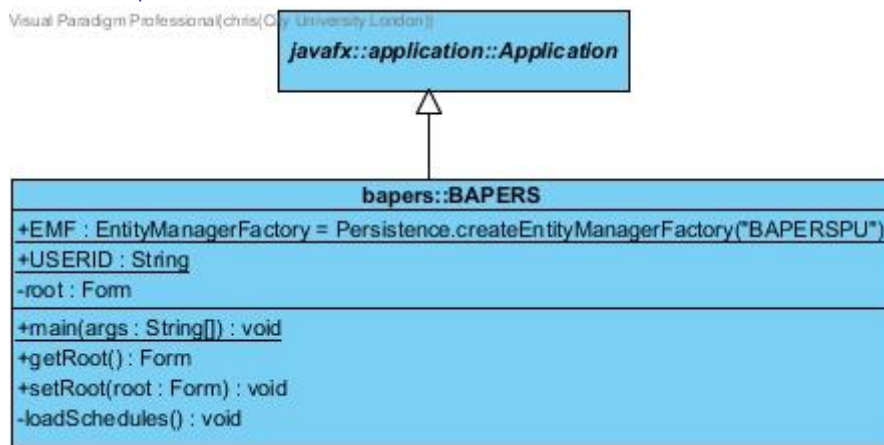 Visual Paradigm Professional(chris(City University London))
javafx::application::Application
bapers::BAPERS
+EMF : EntityManagerFactory = Persistence.createEntityManagerFactory("BAPERSPU")
+USERID : String
-root : Form
+main(args : String[]) : void
+getRoot() : Form
+setRoot(root : Form) : void
-loadSchedules() : void